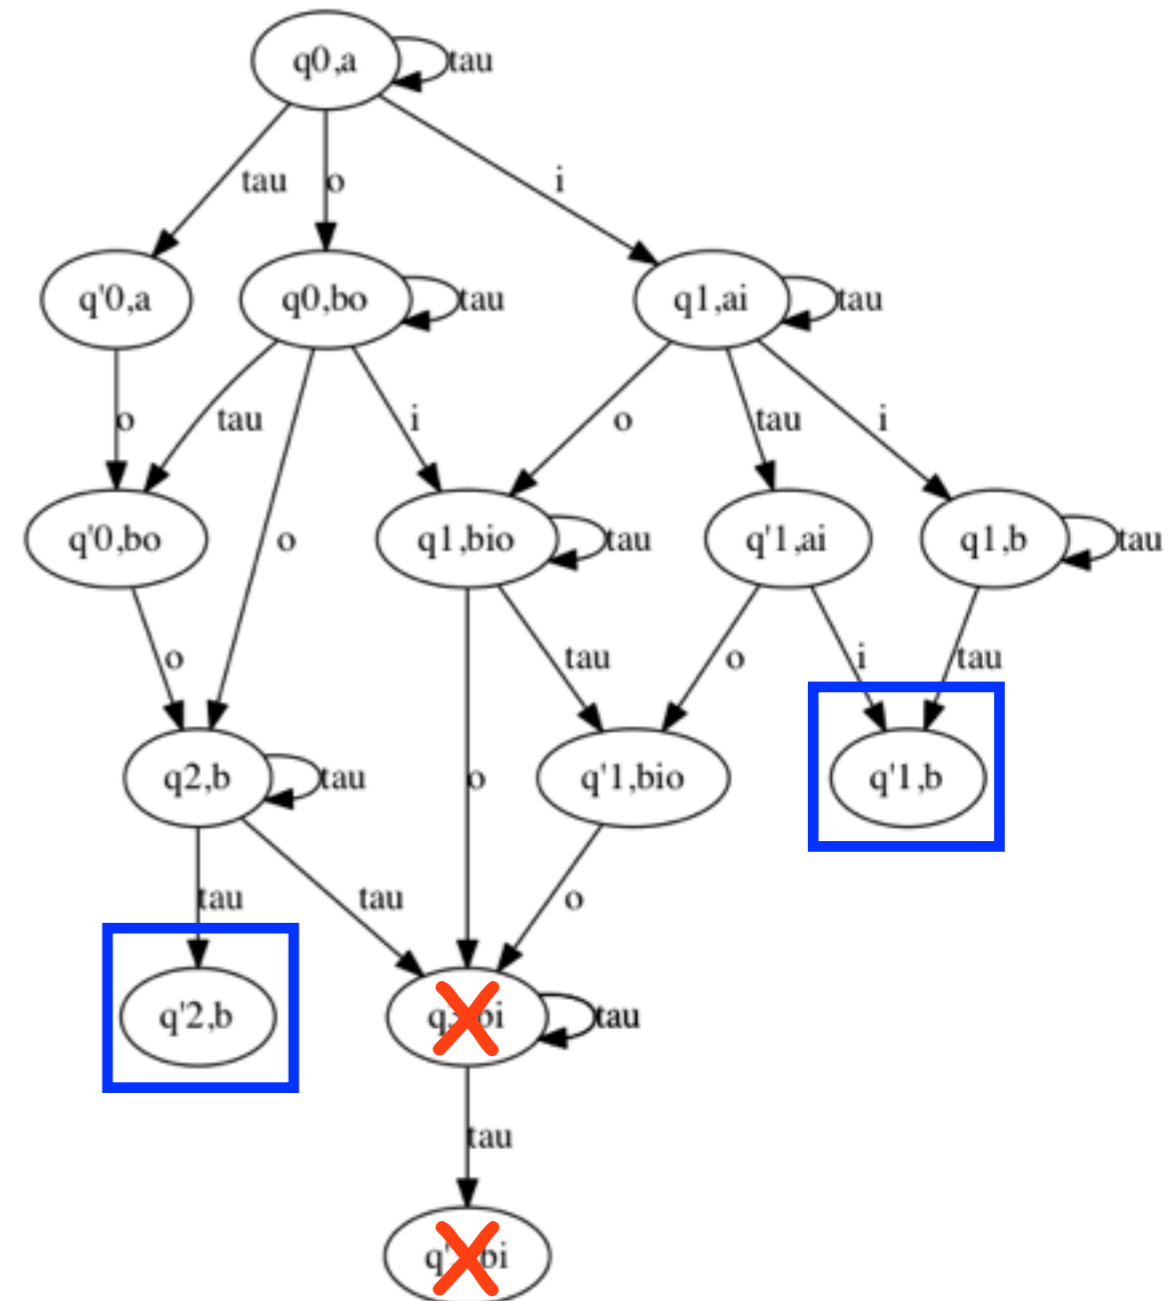 q0,a
tau
tau
o
i
q'0,a
q0,bo
tau
q1,ai
tau
o
tau
i
o
tau
i
q'0,bo
o
q1,bio
tau
q'1,ai
q1,b
tau
o
tau
o
i
tau
q2,b
tau
o
q'1,bio
q'1,b
tau
tau
o
q'2,b
tau
tau